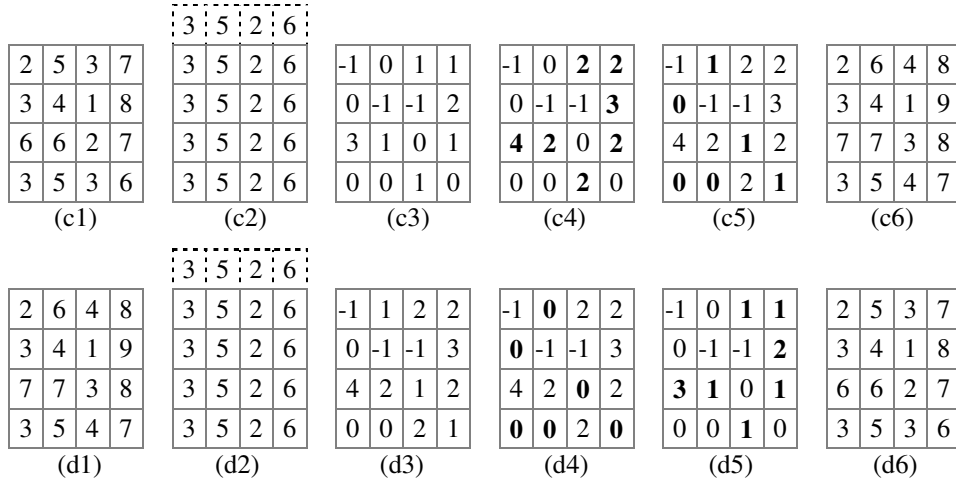 3 5 2 6
2 5 3 7 3 5 2 6 -1 0 1 1 -1 0 2 2 -1 1 2 2 2 6 4 8
3 4 1 8 3 5 2 6 0 -1 -1 2 0 -1 -1 3 0 -1 -1 3 3 4 1 9
6 6 2 7 3 5 2 6 3 1 0 1 4 2 0 2 4 2 1 2 7 7 3 8
3 5 3 6 3 5 2 6 0 0 1 0 0 0 2 0 0 0 2 1 3 5 4 7
(c1) (c2) (c3) (c4) (c5) (c6)
3 5 2 6
2 6 4 8 3 5 2 6 -1 1 2 2 -1 0 2 2 -1 0 1 1 2 5 3 7
3 4 1 9 3 5 2 6 0 -1 -1 3 0 -1 -1 3 0 -1 -1 2 3 4 1 8
7 7 3 8 3 5 2 6 4 2 1 2 4 2 0 2 3 1 0 1 6 6 2 7
3 5 4 7 3 5 2 6 0 0 2 1 0 0 2 0 0 0 1 0 3 5 3 6
(d1) (d2) (d3) (d4) (d5) (d6)